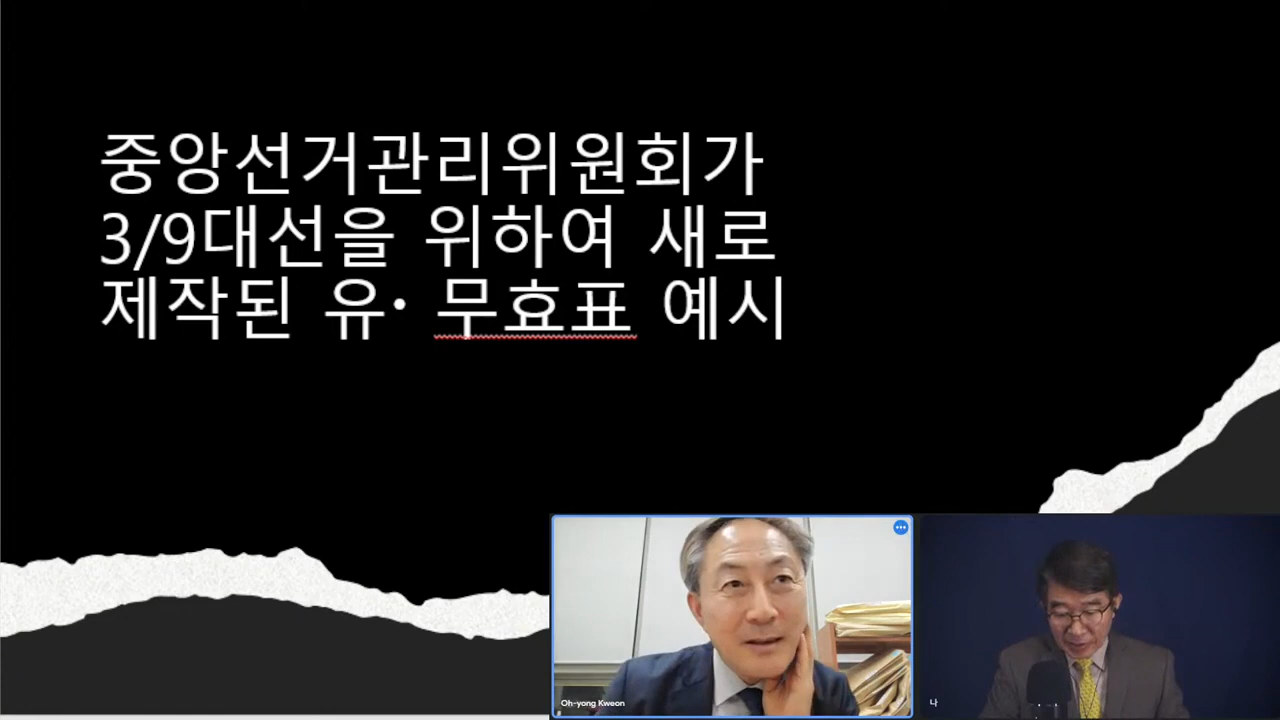 중앙선거관리위원회가
3/9대선을 위하여 새로
제작된 유· 무효표 예시
Oh-yong Kweon
나